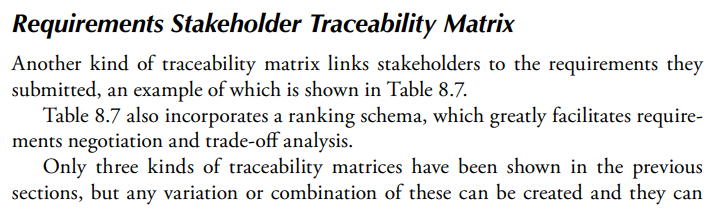 Requirements Stakeholder Traceability Matrix
Another kind of traceability matrix links stakeholders to the requirements they
submitted, an example of which is shown in Table 8.7.
Table 8.7 also incorporates a ranking schema, which greatly facilitates require-
ments negotiation and trade-off analysis.
Only three kinds of traceability matrices have been shown in the previous
sections, but any variation or combination of these can be created and they can